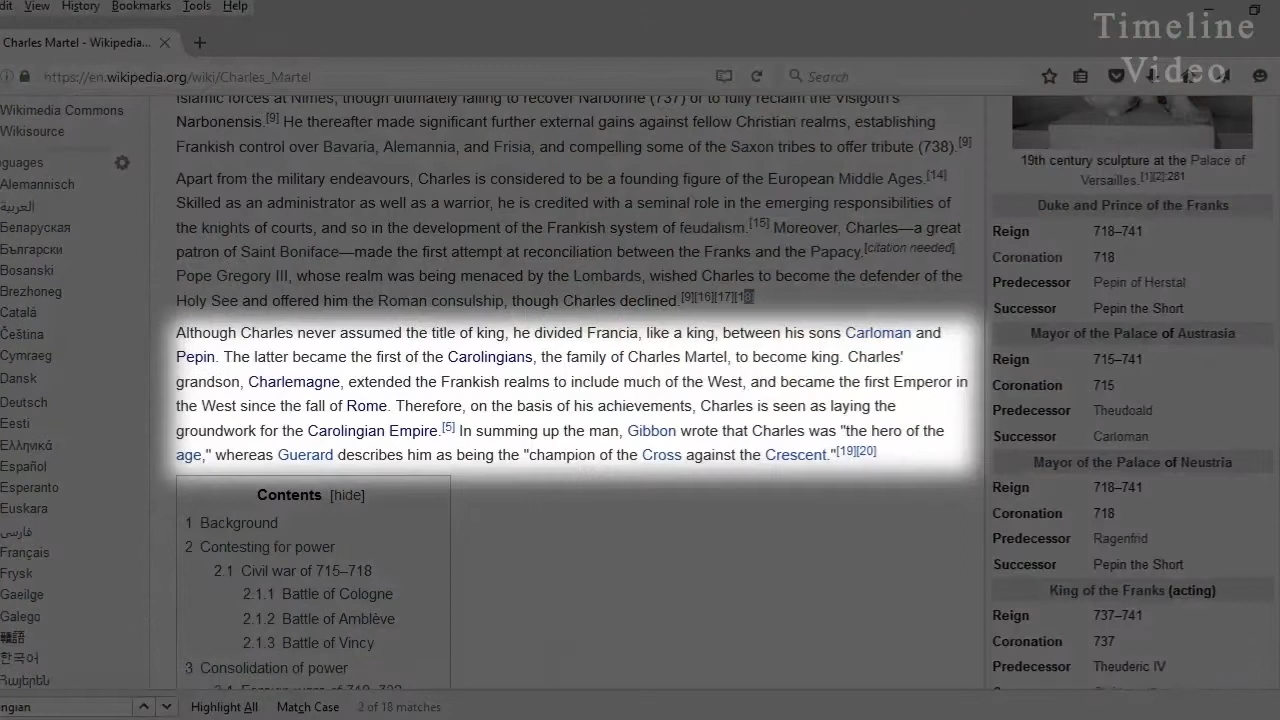 dit View History Bookmarks Tools Help
Timeline
Video
Charles Martel - Wikipedia...
https://en.wikipedia.org/wiki/Charles_Martel
Search
Wikimedia Commons
Wikisource
guages
Alemannisch
العربية
Беларуская
Български
Bosanski
Brezhoneg
Català
Čeština
Cymraeg
Dansk
Deutsch
Eesti
Ελληνικά
Español
Esperanto
Euskara
فارسی
Français
Frysk
Gaeilge
Galego
贛語
한국어
Հայերեն
Islamic forces at Nîmes, though ultimately failing to recover Narbonne (737) or to fully reclaim the Visigoth's
Narbonensis.[9] He thereafter made significant further external gains against fellow Christian realms, establishing
Frankish control over Bavaria, Alemannia, and Frisia, and compelling some of the Saxon tribes to offer tribute (738).[9]
Apart from the military endeavours, Charles is considered to be a founding figure of the European Middle Ages.[14]
Skilled as an administrator as well as a warrior, he is credited with a seminal role in the emerging responsibilities of
the knights of courts, and so in the development of the Frankish system of feudalism.[15] Moreover, Charles—a great
patron of Saint Boniface—made the first attempt at reconciliation between the Franks and the Papacy.[citation needed]
Pope Gregory III, whose realm was being menaced by the Lombards, wished Charles to become the defender of the
Holy See and offered him the Roman consulship, though Charles declined.[9][16][17][18]
Although Charles never assumed the title of king, he divided Francia, like a king, between his sons Carloman and
Pepin. The latter became the first of the Carolingians, the family of Charles Martel, to become king. Charles'
grandson, Charlemagne, extended the Frankish realms to include much of the West, and became the first Emperor in
the West since the fall of Rome. Therefore, on the basis of his achievements, Charles is seen as laying the
groundwork for the Carolingian Empire.[5] In summing up the man, Gibbon wrote that Charles was "the hero of the
age," whereas Guerard describes him as being the "champion of the Cross against the Crescent."[19][20]
Contents [hide]
1 Background
2 Contesting for power
2.1 Civil war of 715–718
2.1.1 Battle of Cologne
2.1.2 Battle of Amblève
2.1.3 Battle of Vincy
3 Consolidation of power
19th century sculpture at the Palace of
Versailles.[1][2]:281
Duke and Prince of the Franks
Reign 718–741
Coronation 718
Predecessor Pepin of Herstal
Successor Pepin the Short
Mayor of the Palace of Austrasia
Reign 715–741
Coronation 715
Predecessor Theudoald
Successor Carloman
Mayor of the Palace of Neustria
Reign 718–741
Coronation 718
Predecessor Ragenfrid
Successor Pepin the Short
King of the Franks (acting)
Reign 737–741
Coronation 737
Predecessor Theuderic IV
ngian
Highlight All Match Case 2 of 18 matches